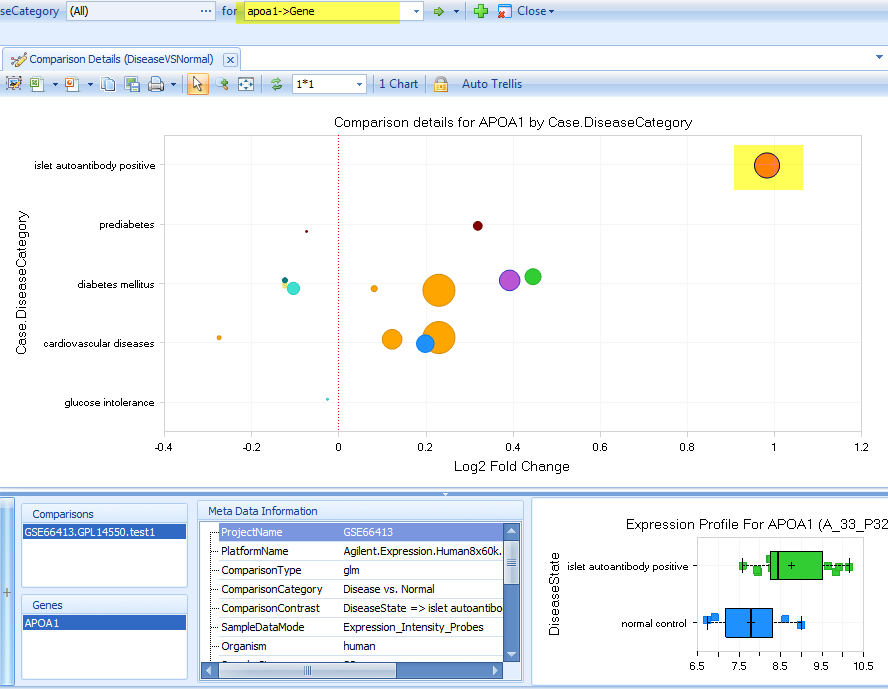 seCategory (All) ... for apoa1->Gene Close
Comparison Details (DiseaseVSNormal)
1*1 1 Chart Auto Trellis
Comparison details for APOA1 by Case.DiseaseCategory
Case.DiseaseCategory
islet autoantibody positive
prediabetes
diabetes mellitus
cardiovascular diseases
glucose intolerance
-0.4 -0.2 0 0.2 0.4 0.6 0.8 1 1.2
Log2 Fold Change
Comparisons
GSE66413.GPL14550.test1
Genes
APOA1
Meta Data Information
ProjectName GSE66413
PlatformName Agilent.Expression.Human8x60k.
ComparisonType glm
ComparisonCategory Disease vs. Normal
ComparisonContrast DiseaseState => islet autoantibo
SampleDataMode Expression_Intensity_Probes
Organism human
Expression Profile For APOA1 (A_33_P32
DiseaseState
islet autoantibody positive
normal control
6.5 7.5 8.5 9.5 10.5